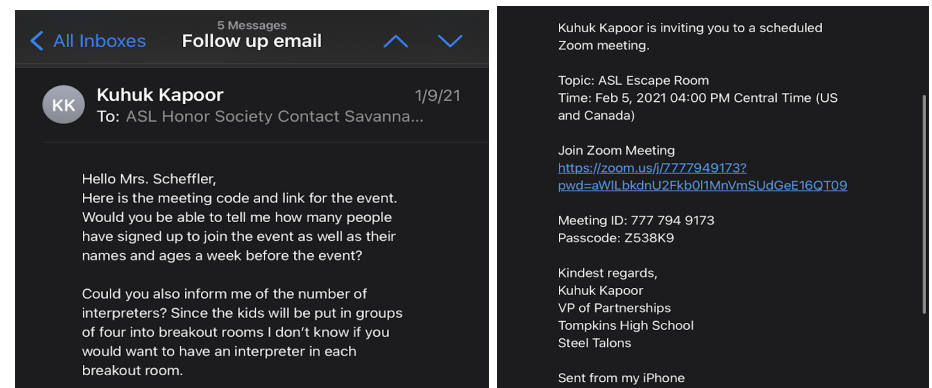 5 Messages
All Inboxes
Follow up email
KK
Kuhuk Kapoor
1/9/21
To: ASL Honor Society Contact Savanna...
Hello Mrs. Scheffler,
Here is the meeting code and link for the event.
Would you be able to tell me how many people
have signed up to join the event as well as their
names and ages a week before the event?
Could you also inform me of the number of
interpreters? Since the kids will be put in groups
of four into breakout rooms I don't know if you
would want to have an interpreter in each
breakout room.
Kuhuk Kapoor is inviting you to a scheduled
Zoom meeting.
Topic: ASL Escape Room
Time: Feb 5, 2021 04:00 PM Central Time (US
and Canada)
Join Zoom Meeting
https://zoom.us/j/7777949173?
pwd=aWlLbkdnU2Fkb0l1MnVmSUdGeE16QT09
Meeting ID: 777 794 9173
Passcode: Z538K9
Kindest regards,
Kuhuk Kapoor
VP of Partnerships
Tompkins High School
Steel Talons
Sent from my iPhone